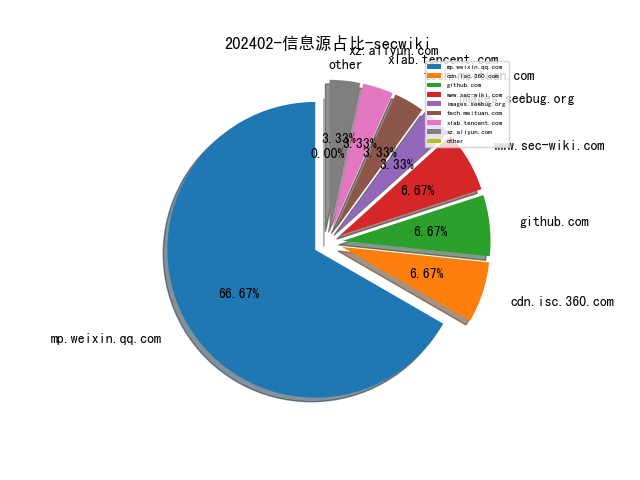 202402-信息源占比-secwiki
xz.aliyun.com
other
xlab.tencent.com
tech.meituan.com
images.seebug.org
www.sec-wiki.com
github.com
cdn.isc.360.com
mp.weixin.qq.com
3.33%
0.00%
3.33%
3.33%
3.33%
6.67%
6.67%
6.67%
66.67%
mp.weixin.qq.com
cdn.isc.360.com
github.com
www.sec-wiki.com
images.seebug.org
tech.meituan.com
xlab.tencent.com
xz.aliyun.com
other